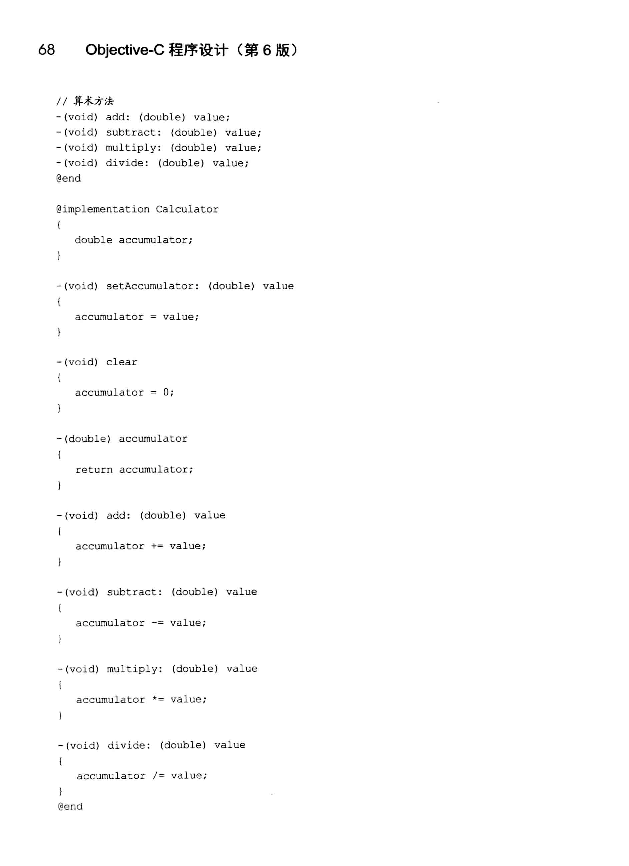 68 Objective-C 程序设计（第 6 版）
// 算术方法
-(void) add: (double) value;
-(void) subtract: (double) value;
-(void) multiply: (double) value;
-(void) divide: (double) value;
@end
@implementation Calculator
{
double accumulator;
}
-(void) setAccumulator: (double) value
{
accumulator = value;
}
-(void) clear
{
accumulator = 0;
}
-(double) accumulator
{
return accumulator;
}
-(void) add: (double) value
{
accumulator += value;
}
-(void) subtract: (double) value
{
accumulator -= value;
}
-(void) multiply: (double) value
{
accumulator *= value;
}
-(void) divide: (double) value
{
accumulator /= value;
}
@end